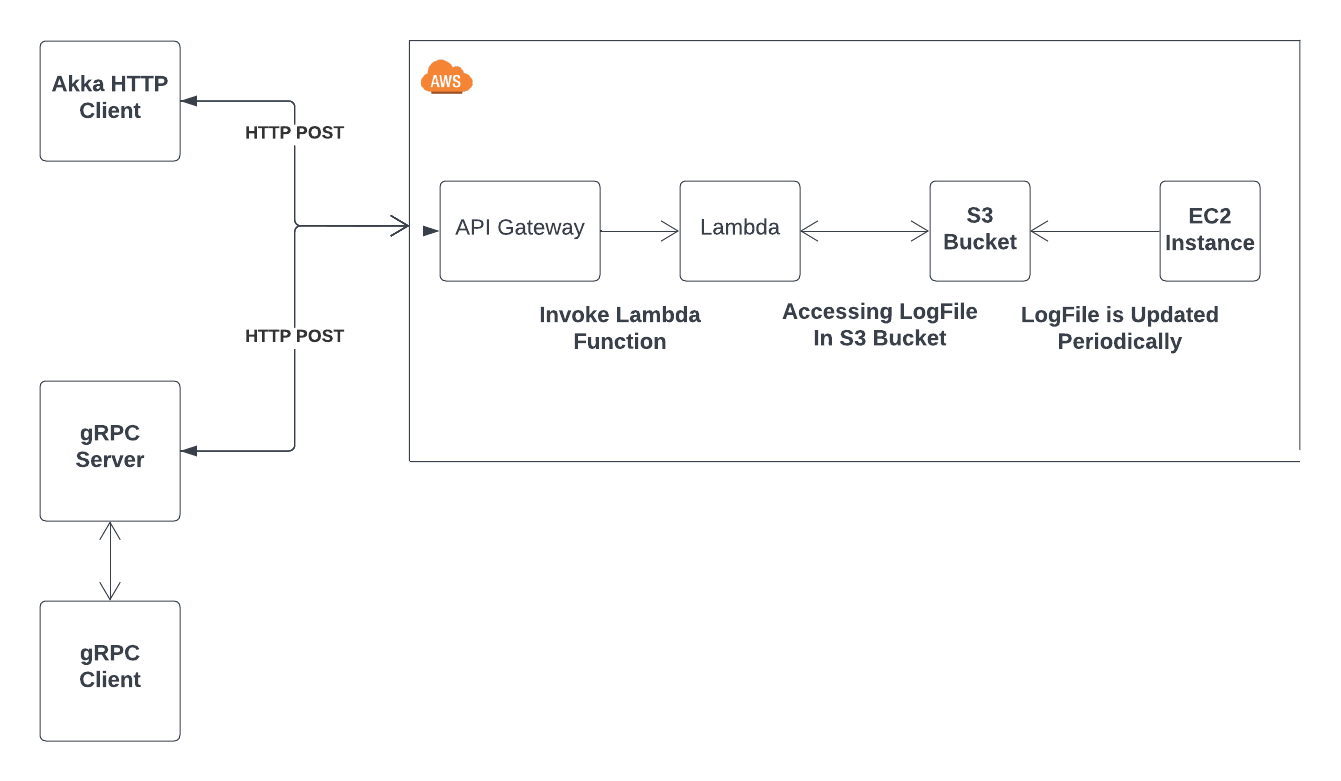 Akka HTTP
Client
HTTP POST
AWS
API Gateway
Lambda
S3
Bucket
EC2
Instance
Invoke Lambda
Function
Accessing LogFile
In S3 Bucket
LogFile is Updated
Periodically
HTTP POST
gRPC
Server
gRPC
Client